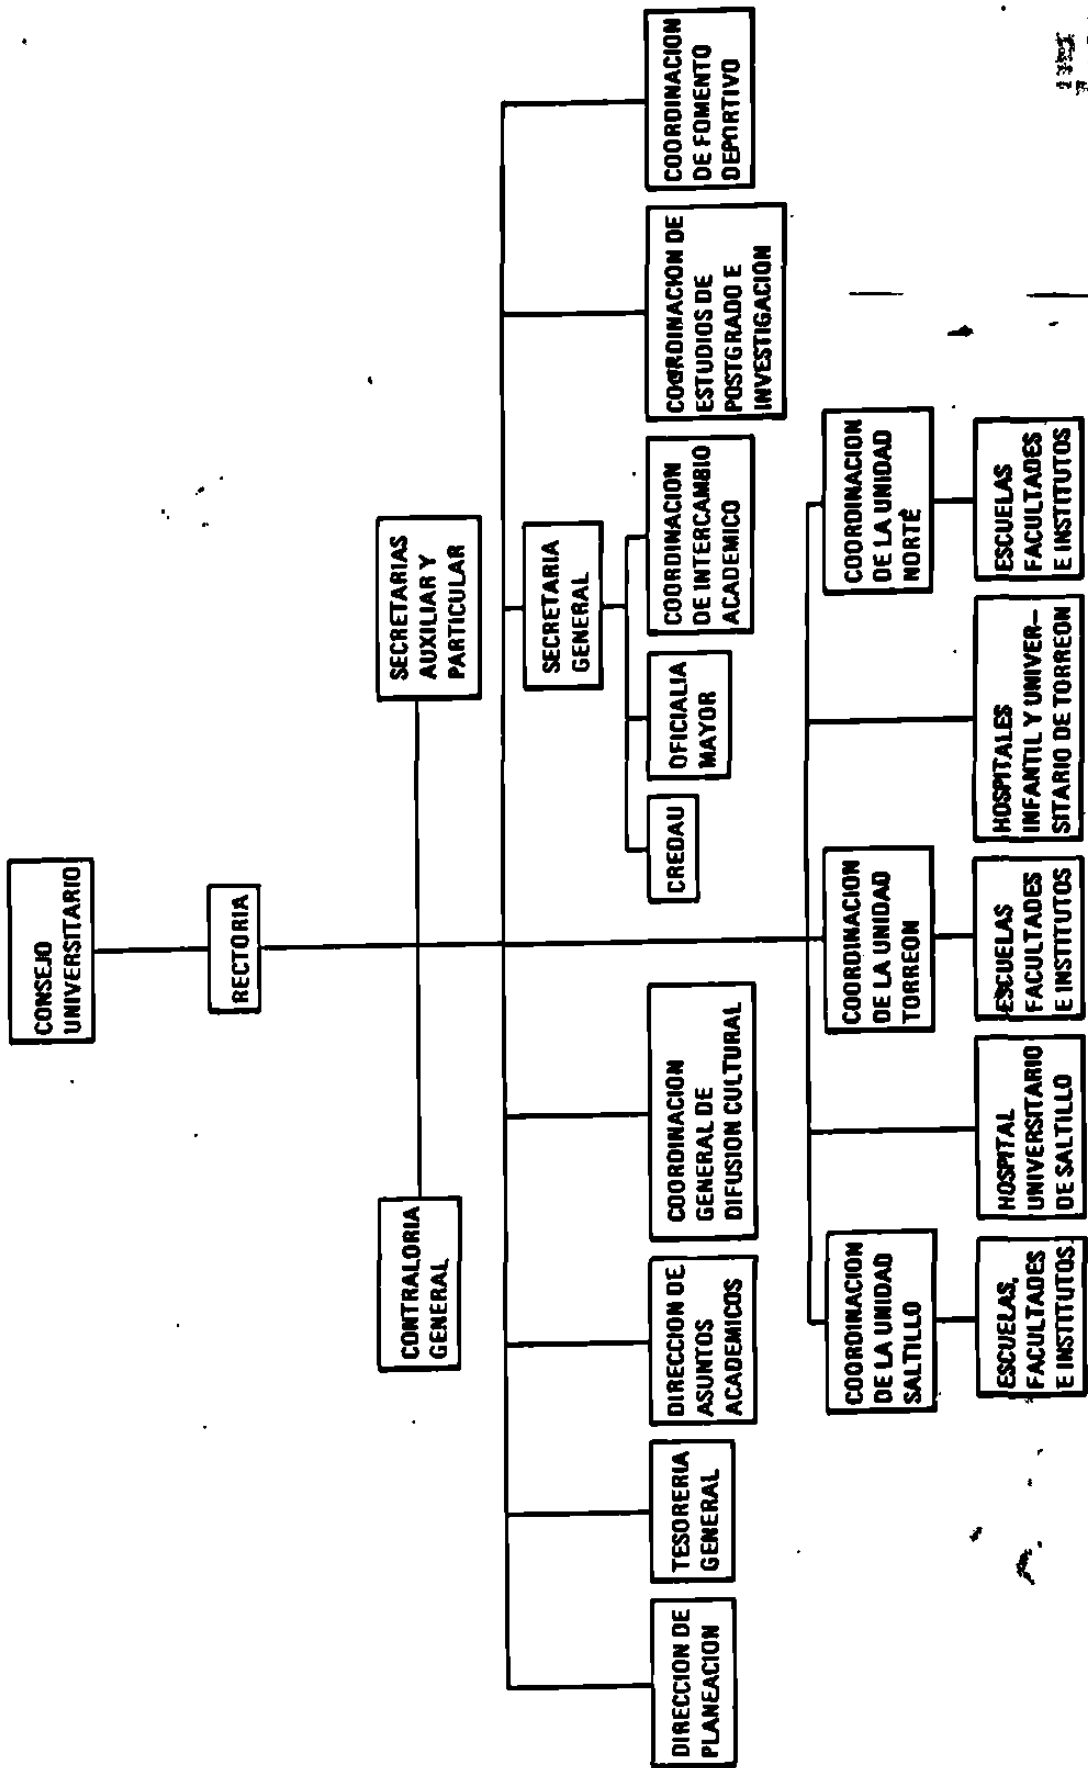 CONSEJO
UNIVERSITARIO
RECTORIA
CONTRALORIA
GENERAL
SECRETARIAS
AUXILIAR Y
PARTICULAR
SECRETARIA
GENERAL
DIRECCION DE
PLANEACION
TESORERIA
GENERAL
DIRECCION DE
ASUNTOS
ACADEMICOS
COORDINACION
GENERAL DE
DIFUSION CULTURAL
CREDAU
OFICIALIA
MAYOR
COORDINACION
DE INTERCAMBIO
ACADEMICO
COORDINACION DE
ESTUDIOS DE
POSTGRADO E
INVESTIGACION
COORDINACION
DE FOMENTO
DEPORTIVO
COORDINACION
DE LA UNIDAD
SALTILLO
COORDINACION
DE LA UNIDAD
TORREON
COORDINACION
DE LA UNIDAD
NORTÉ
ESCUELAS,
FACULTADES
E INSTITUTOS
HOSPITAL
UNIVERSITARIO
DE SALTILLO
ESCUELAS
FACULTADES
E INSTITUTOS
HOSPITALES
INFANTIL Y UNIVER–
SITARIO DE TORREON
ESCUELAS
FACULTADES
E INSTITUTOS